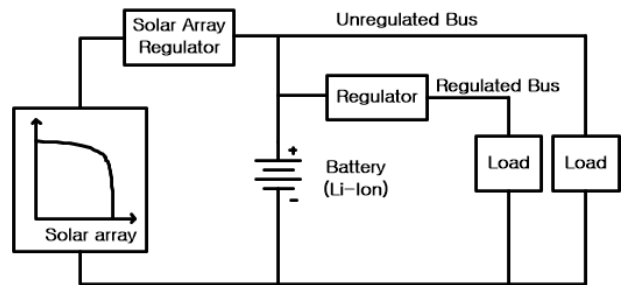 Solar Array
Regulator
Unregulated Bus
Regulator
Regulated Bus
Load
Load
+
Battery
(Li-Ion)
-
Solar array